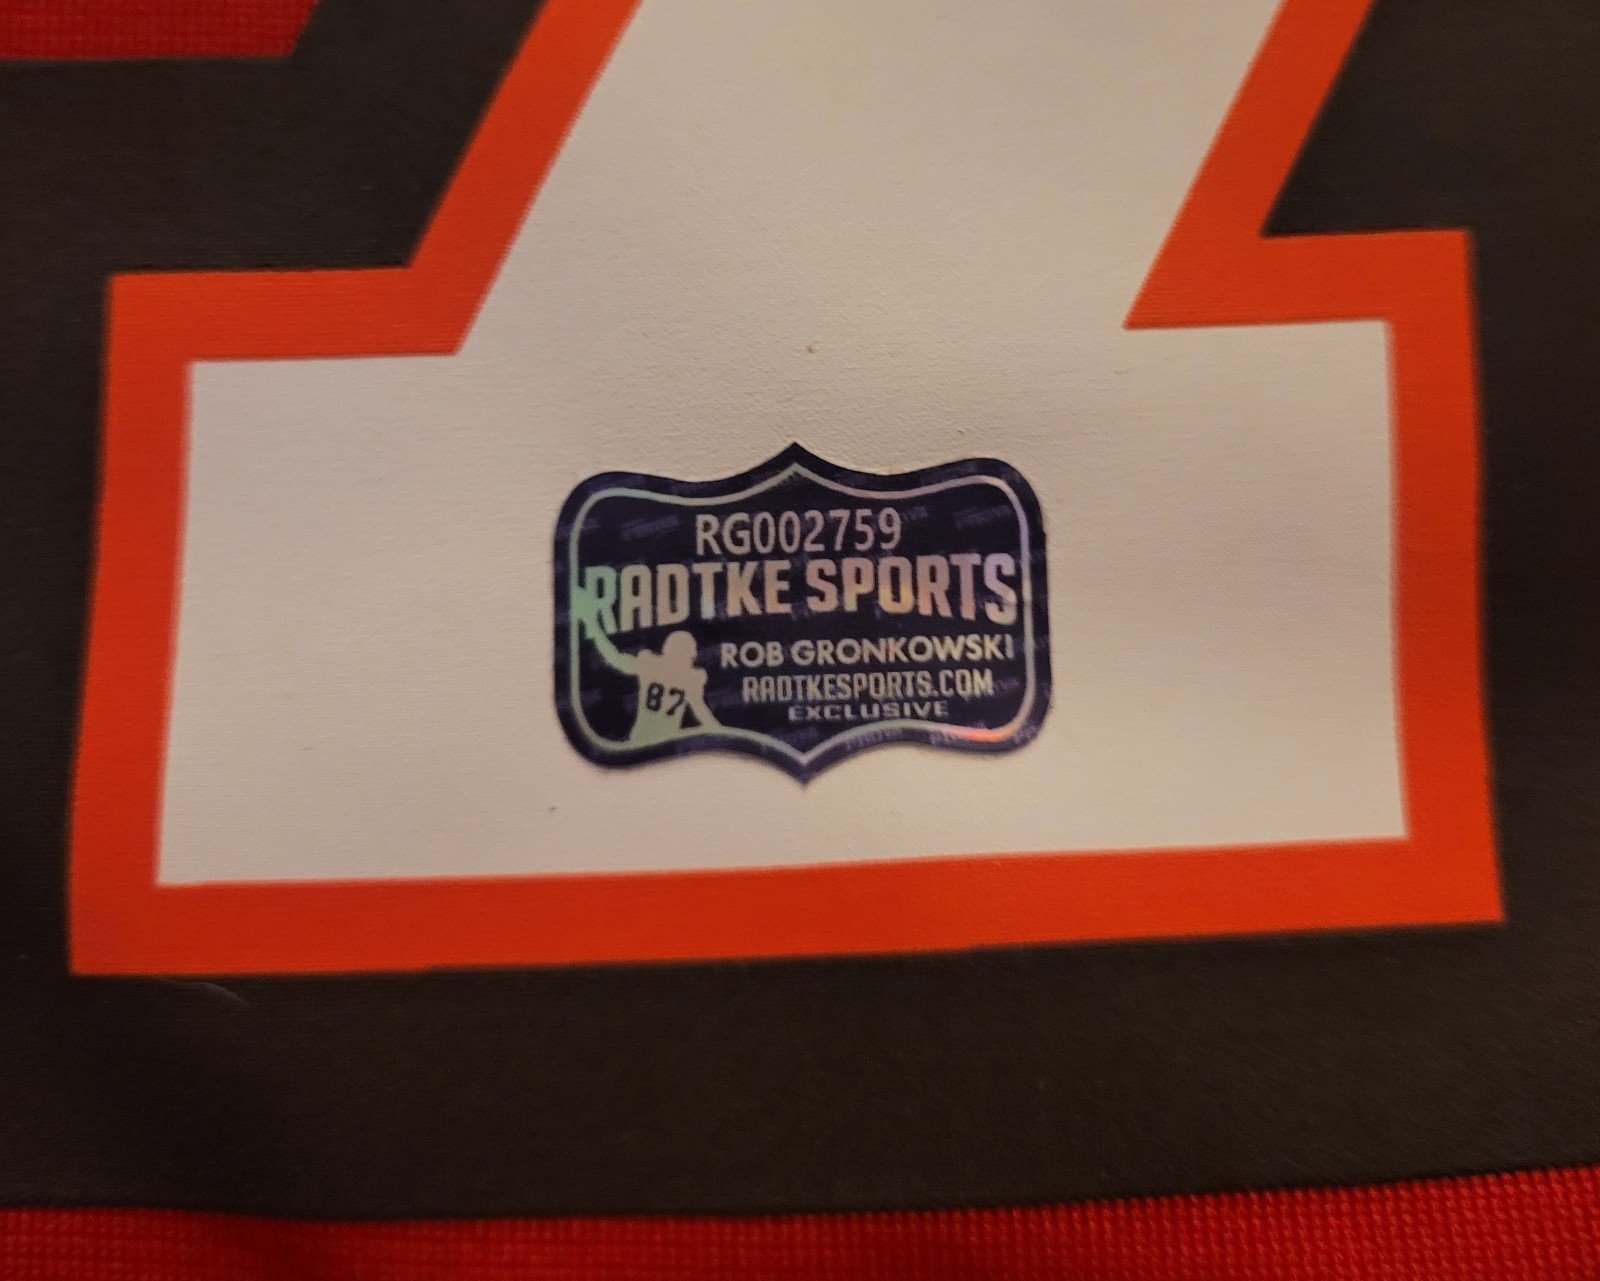 RG002759
RADTKE SPORTS
ROB GRONKOWSKI
87
RADTKESPORTS.COM
EXCLUSIVE